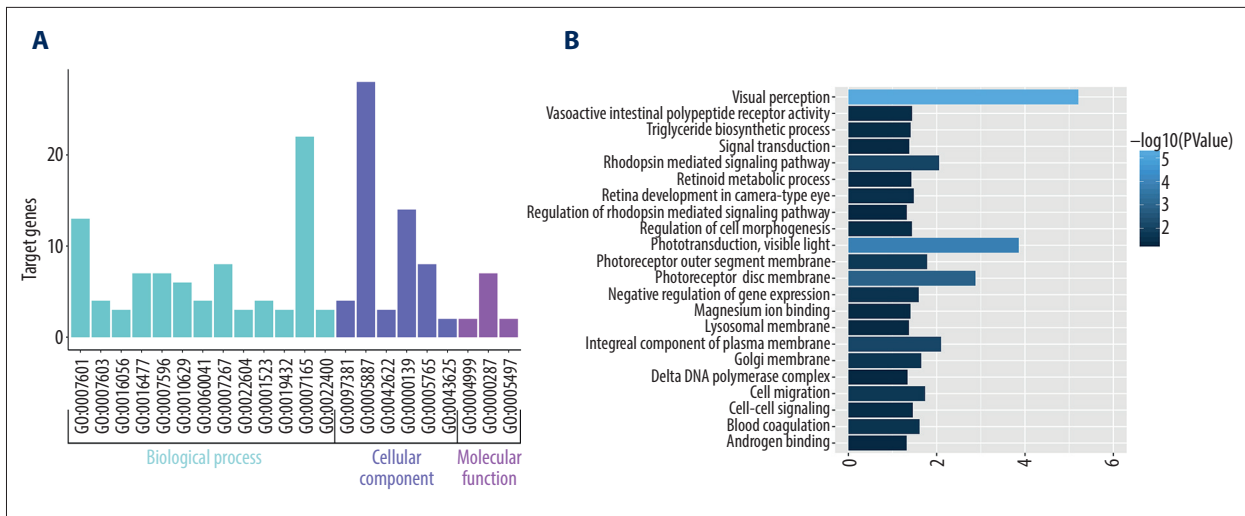 A
Target genes
20
10
0
GO:0007601
GO:0007603
GO:0016056
GO:0016477
GO:0007596
GO:0010629
GO:0060041
GO:0007267
GO:0022604
GO:0001523
GO:0019432
GO:0007165
GO:0022400
GO:0097381
GO:0005887
GO:0042622
GO:0000139
GO:0005765
GO:0043625
GO:0004999
GO:0000287
GO:0005497
Biological process
Cellular
component
Molecular
function
B
Visual perception
Vasoactive intestinal polypeptide receptor activity
Triglyceride biosynthetic process
Signal transduction
Rhodopsin mediated signaling pathway
Retinoid metabolic process
Retina development in camera-type eye
Regulation of rhodopsin mediated signaling pathway
Regulation of cell morphogenesis
Phototransduction, visible light
Photoreceptor outer segment membrane
Photoreceptor disc membrane
Negative regulation of gene expression
Magnesium ion binding
Lysosomal membrane
Integreal component of plasma membrane
Golgi membrane
Delta DNA polymerase complex
Cell migration
Cell-cell signaling
Blood coagulation
Androgen binding
0
2
4
6
−log10(PValue)
5
4
3
2